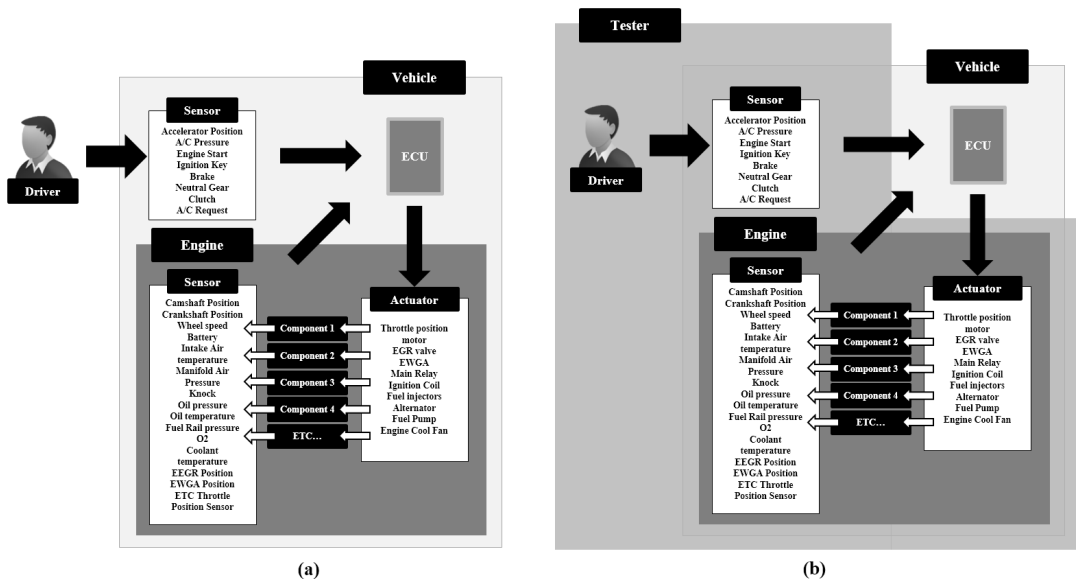 Vehicle
Sensor
Accelerator Position
A/C Pressure
Engine Start
Ignition Key
Brake
Neutral Gear
Clutch
A/C Request
Driver
ECU
Engine
Sensor
Camshaft Position
Crankshaft Position
Wheel speed
Battery
Intake Air
temperature
Manifold Air
Pressure
Knock
Oil pressure
Oil temperature
Fuel Rail pressure
O2
Coolant
temperature
EEGR Position
EWGA Position
ETC Throttle
Position Sensor
Component 1
Component 2
Component 3
Component 4
ETC...
Actuator
Throttle position
motor
EGR valve
EWGA
Main Relay
Ignition Coil
Fuel injectors
Alternator
Fuel Pump
Engine Cool Fan
(a)
Tester
Vehicle
Sensor
Accelerator Position
A/C Pressure
Engine Start
Ignition Key
Brake
Neutral Gear
Clutch
A/C Request
Driver
ECU
Engine
Sensor
Camshaft Position
Crankshaft Position
Wheel speed
Battery
Intake Air
temperature
Manifold Air
Pressure
Knock
Oil pressure
Oil temperature
Fuel Rail pressure
O2
Coolant
temperature
EEGR Position
EWGA Position
ETC Throttle
Position Sensor
Component 1
Component 2
Component 3
Component 4
ETC...
Actuator
Throttle position
motor
EGR valve
EWGA
Main Relay
Ignition Coil
Fuel injectors
Alternator
Fuel Pump
Engine Cool Fan
(b)